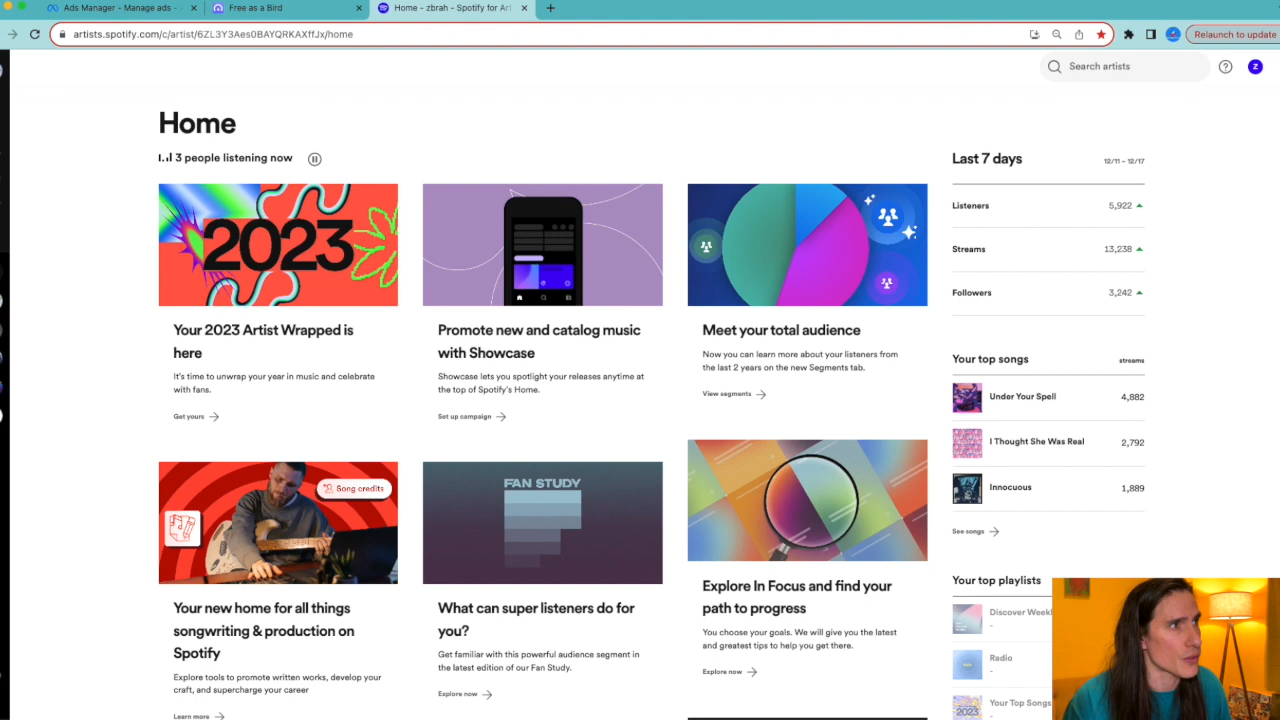 Ads Manager - Manage ads -
Free as a Bird
Home - zbrah - Spotify for Art
artists.spotify.com/c/artist/6ZL3Y3Aes0BAYQRKAXffJx/home
Relaunch to update
Search artists
Z
Home
3 people listening now
2023
Your 2023 Artist Wrapped is
here
It's time to unwrap your year in music and celebrate
with fans.
Get yours
Promote new and catalog music
with Showcase
Showcase lets you spotlight your releases anytime at
the top of Spotify's Home.
Set up campaign
Meet your total audience
Now you can learn more about your listeners from
the last 2 years on the new Segments tab.
View segments
Song credits
Your new home for all things
songwriting & production on
Spotify
Explore tools to promote written works, develop your
craft, and supercharge your career
Learn more
FAN STUDY
What can super listeners do for
you?
Get familiar with this powerful audience segment in
the latest edition of our Fan Study.
Explore now
Explore In Focus and find your
path to progress
You choose your goals. We will give you the latest
and greatest tips to help you get there.
Explore now
Last 7 days 12/11 – 12/17
Listeners 5,922
Streams 13,238
Followers 3,242
Your top songs streams
Under Your Spell 4,882
I Thought She Was Real 2,792
Innocuous 1,889
See songs
Your top playlists
Discover Weekl
-
Radio
-
Your Top Songs
2023